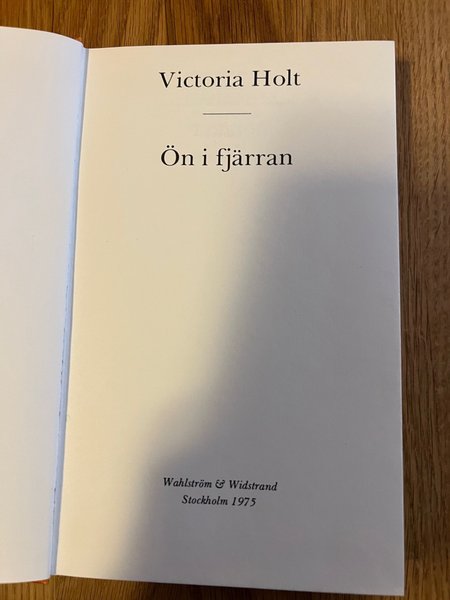 Victoria Holt
Ön i fjärran
Wahlström & Widstrand
Stockholm 1975